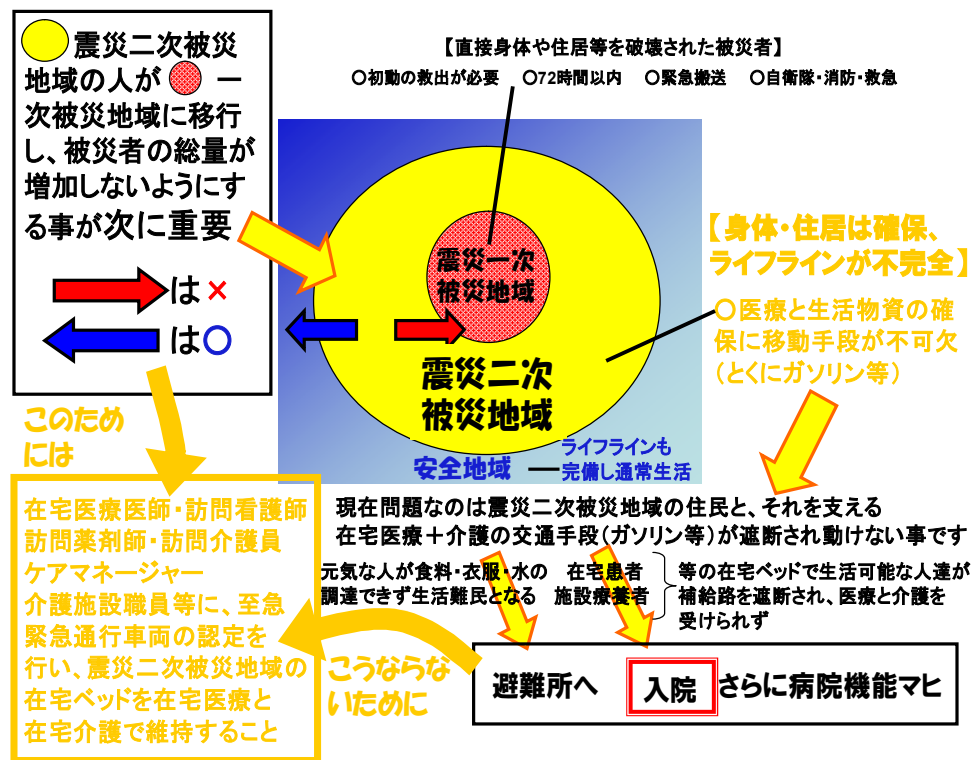 震災二次被災
地域の人が 一
次被災地域に移行
し、被災者の総量が
増加しないようにす
る事が次に重要
は×
は○
【直接身体や住居等を破壊された被災者】
○初動の救出が必要 ○72時間以内 ○緊急搬送 ○自衛隊・消防・救急
震災一次
被災地域
震災二次
被災地域
安全地域
ライフラインも
完備し通常生活
【身体・住居は確保、
ライフラインが不完全】
○医療と生活物資の確
保に移動手段が不可欠
（とくにガソリン等）
このため
には
現在問題なのは震災二次被災地域の住民と、それを支える
在宅医療＋介護の交通手段（ガソリン等）が遮断され動けない事です
元気な人が食料・衣服・水の
調達できず生活難民となる
在宅患者
施設療養者
等の在宅ベッドで生活可能な人達が
補給路を遮断され、医療と介護を
受けられず
避難所へ 入院 さらに病院機能マヒ
こうならな
いために
在宅医療医師・訪問看護師
訪問薬剤師・訪問介護員
ケアマネージャー
介護施設職員等に、至急
緊急通行車両の認定を
行い、震災二次被災地域の
在宅ベッドを在宅医療と
在宅介護で維持すること